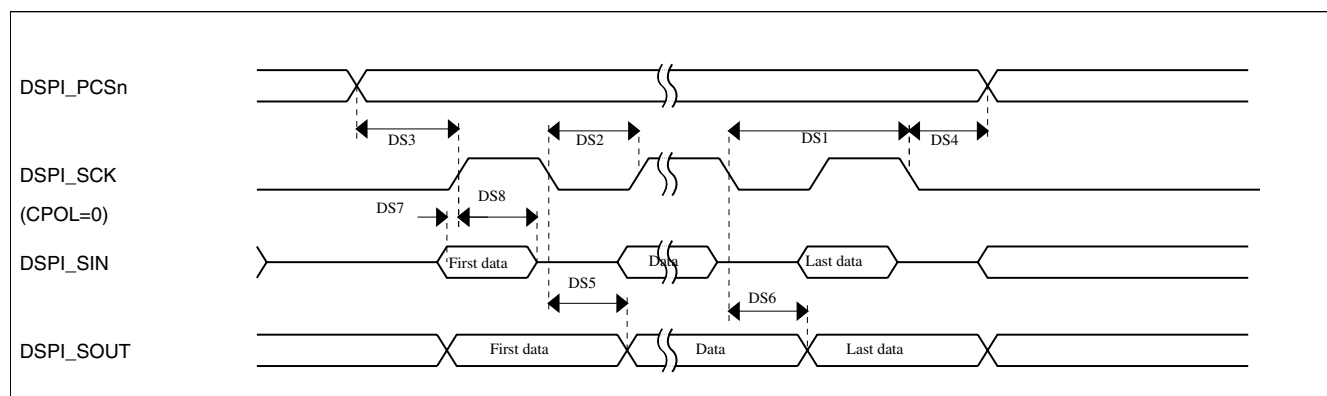 DSPI_PCSn
DS3
DS2
DS1
DS4
DSPI_SCK
(CPOL=0)
DS7
DS8
DSPI_SIN
First data
Data
Last data
DS5
DS6
DSPI_SOUT
First data
Data
Last data